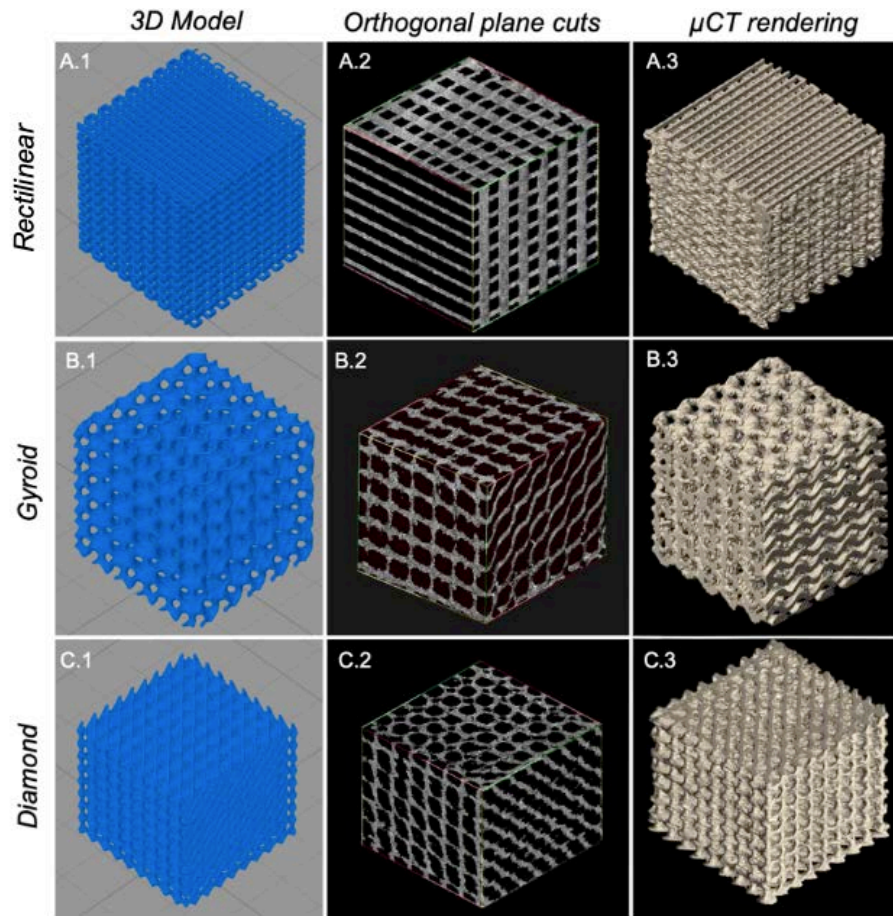 3D Model
Orthogonal plane cuts
µCT rendering
Rectilinear
A.1
A.2
A.3
Gyroid
B.1
B.2
B.3
Diamond
C.1
C.2
C.3